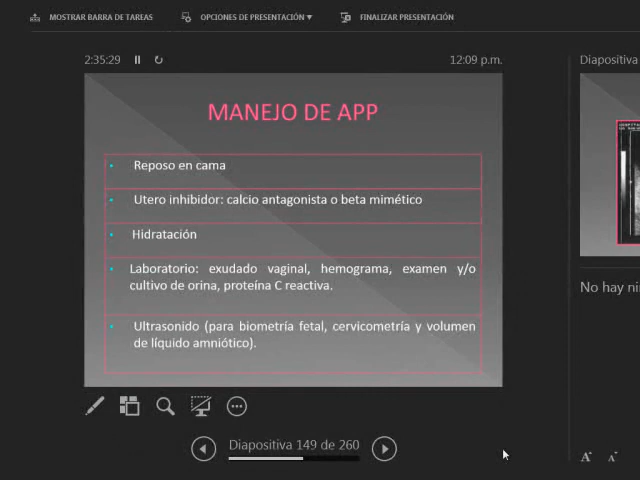 MOSTRAR BARRA DE TAREAS
OPCIONES DE PRESENTACIÓN ▼
FINALIZAR PRESENTACIÓN
2:35:29
12:09 p.m.
Diapositiva
MANEJO DE APP
• Reposo en cama
• Utero inhibidor: calcio antagonista o beta mimético
• Hidratación
• Laboratorio: exudado vaginal, hemograma, examen y/o
cultivo de orina, proteína C reactiva.
• Ultrasonido (para biometría fetal, cervicometría y volumen
de líquido amniótico).
No hay
Diapositiva 149 de 260
A A